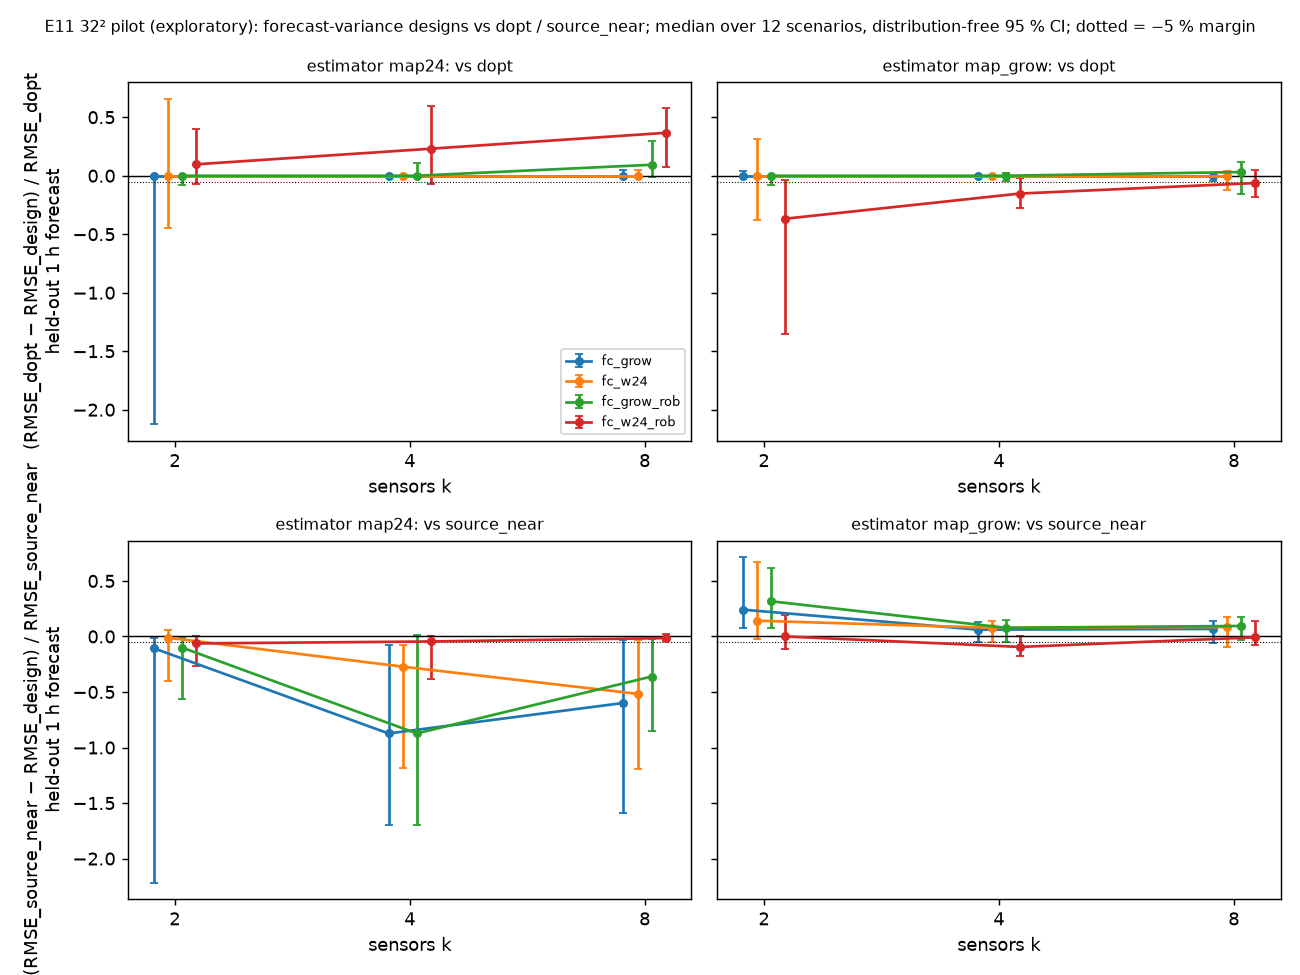 E11 32² pilot (exploratory): forecast-variance designs vs dopt / source_near; median over 12 scenarios, distribution-free 95 % CI; dotted = −5 % margin
estimator map24: vs dopt
(RMSE_dopt − RMSE_design) / RMSE_dopt
held-out 1 h forecast
0.5
0.0
−0.5
−1.0
−1.5
−2.0
fc_grow
fc_w24
fc_grow_rob
fc_w24_rob
2
4
8
sensors k
estimator map_grow: vs dopt
2
4
8
sensors k
estimator map24: vs source_near
(RMSE_source_near − RMSE_design) / RMSE_source_near
held-out 1 h forecast
0.5
0.0
−0.5
−1.0
−1.5
−2.0
2
4
8
sensors k
estimator map_grow: vs source_near
2
4
8
sensors k